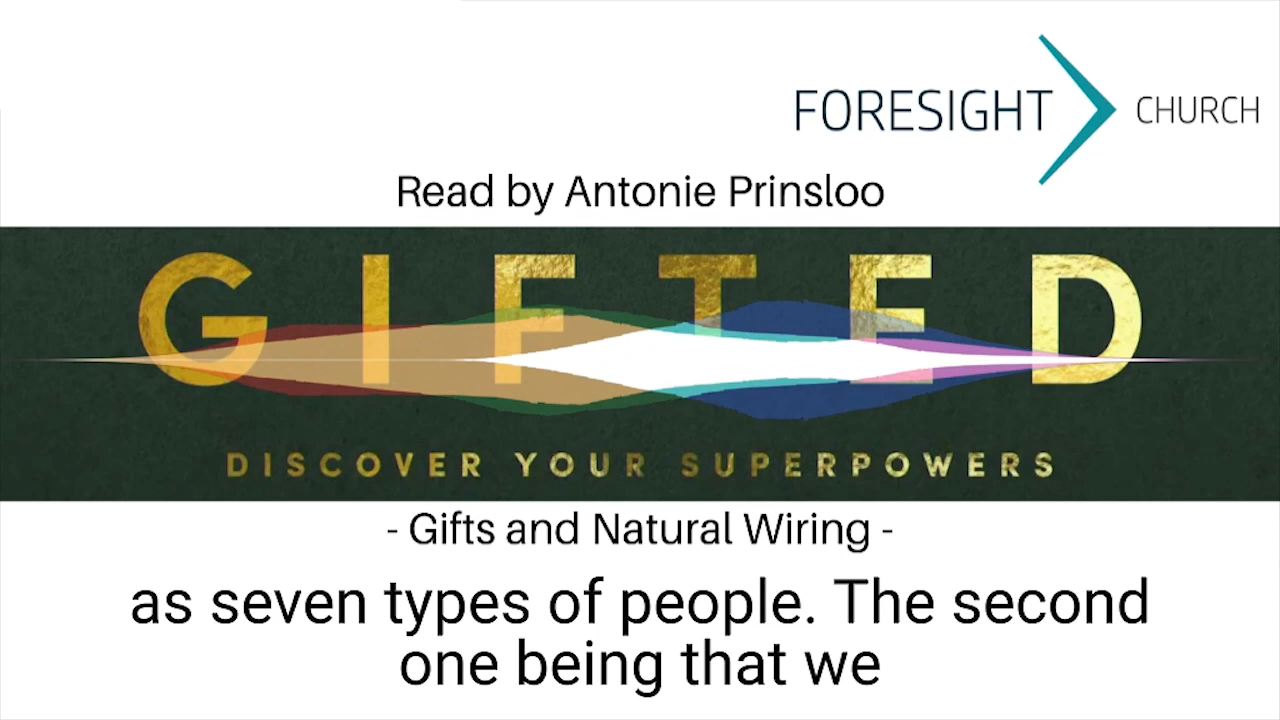 FORESIGHT CHURCH
Read by Antonie Prinsloo
GIFTED
DISCOVER YOUR SUPERPOWERS
- Gifts and Natural Wiring -
as seven types of people. The second
one being that we